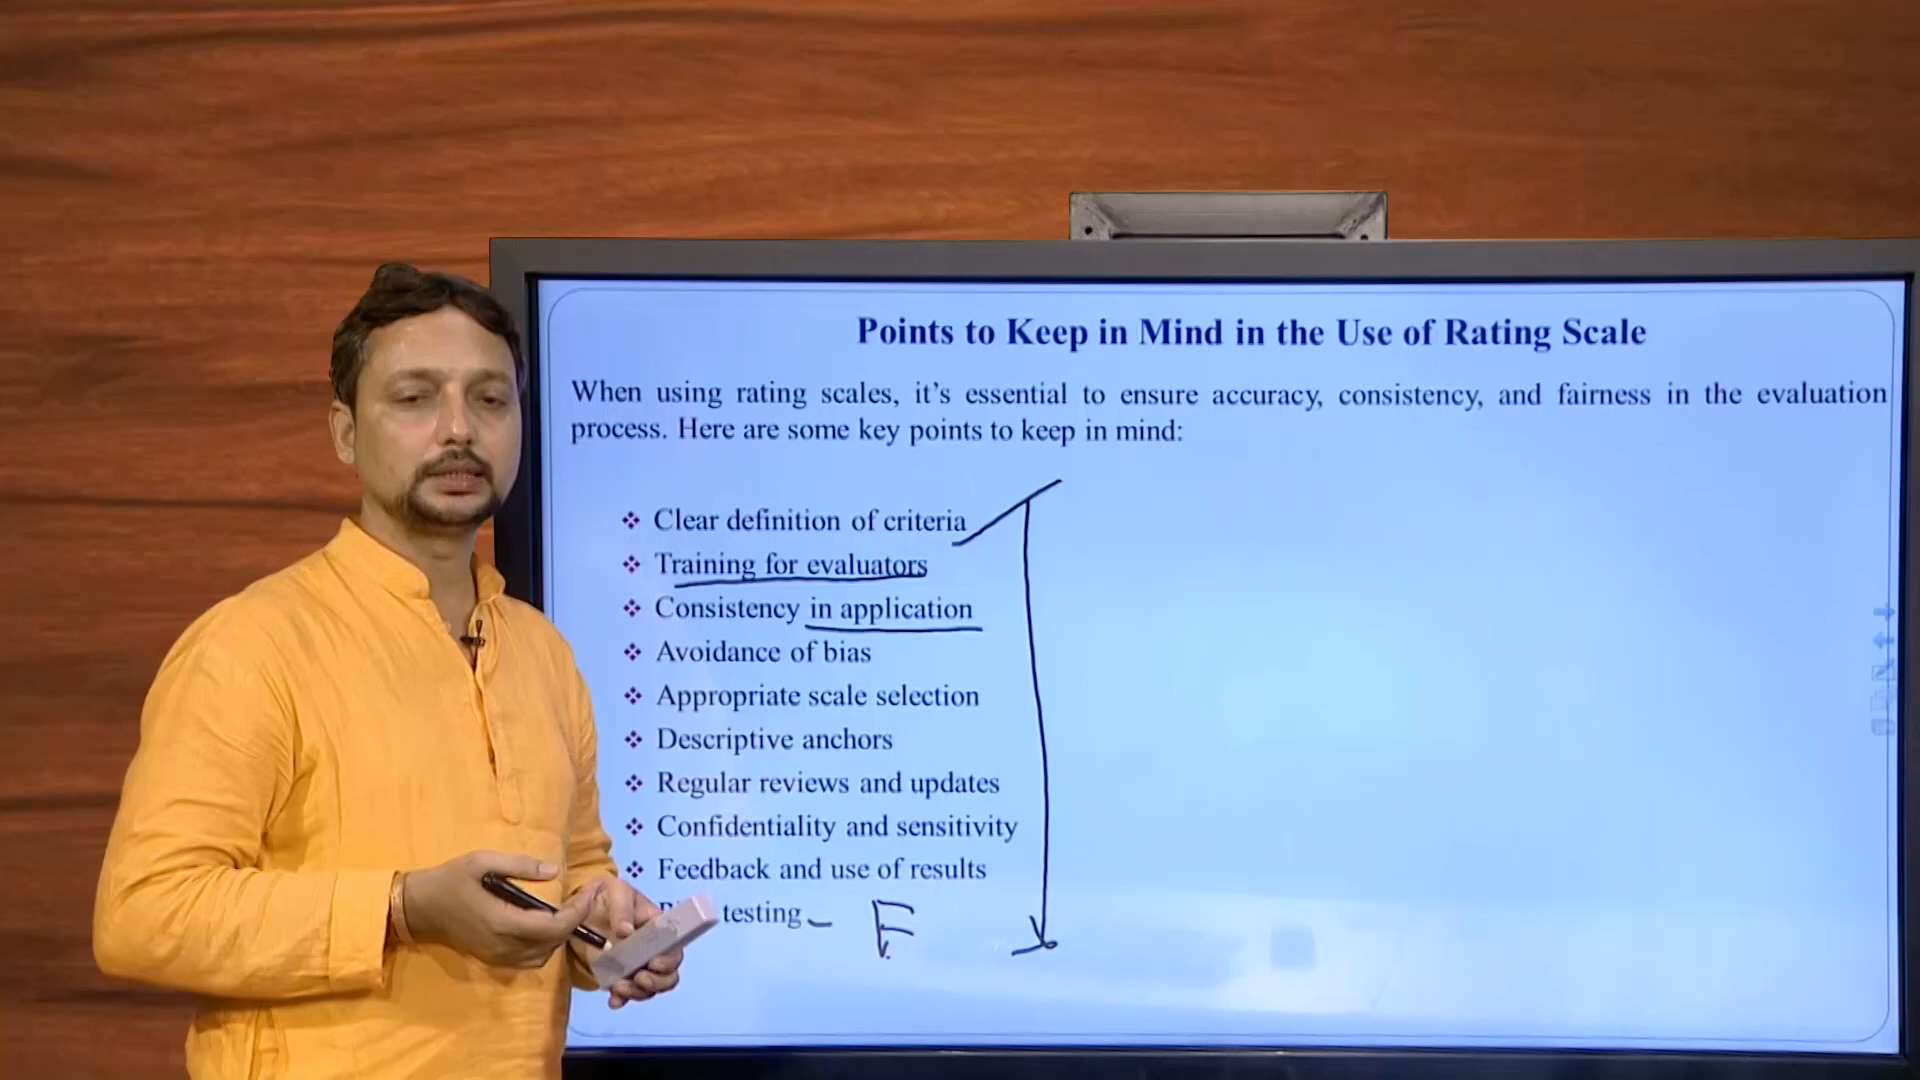 Points to Keep in Mind in the Use of Rating Scale
When using rating scales, it's essential to ensure accuracy, consistency, and fairness in the evaluation
process. Here are some key points to keep in mind:
❖ Clear definition of criteria
❖ Training for evaluators
❖ Consistency in application
❖ Avoidance of bias
❖ Appropriate scale selection
❖ Descriptive anchors
❖ Regular reviews and updates
❖ Confidentiality and sensitivity
❖ Feedback and use of results
testing - F